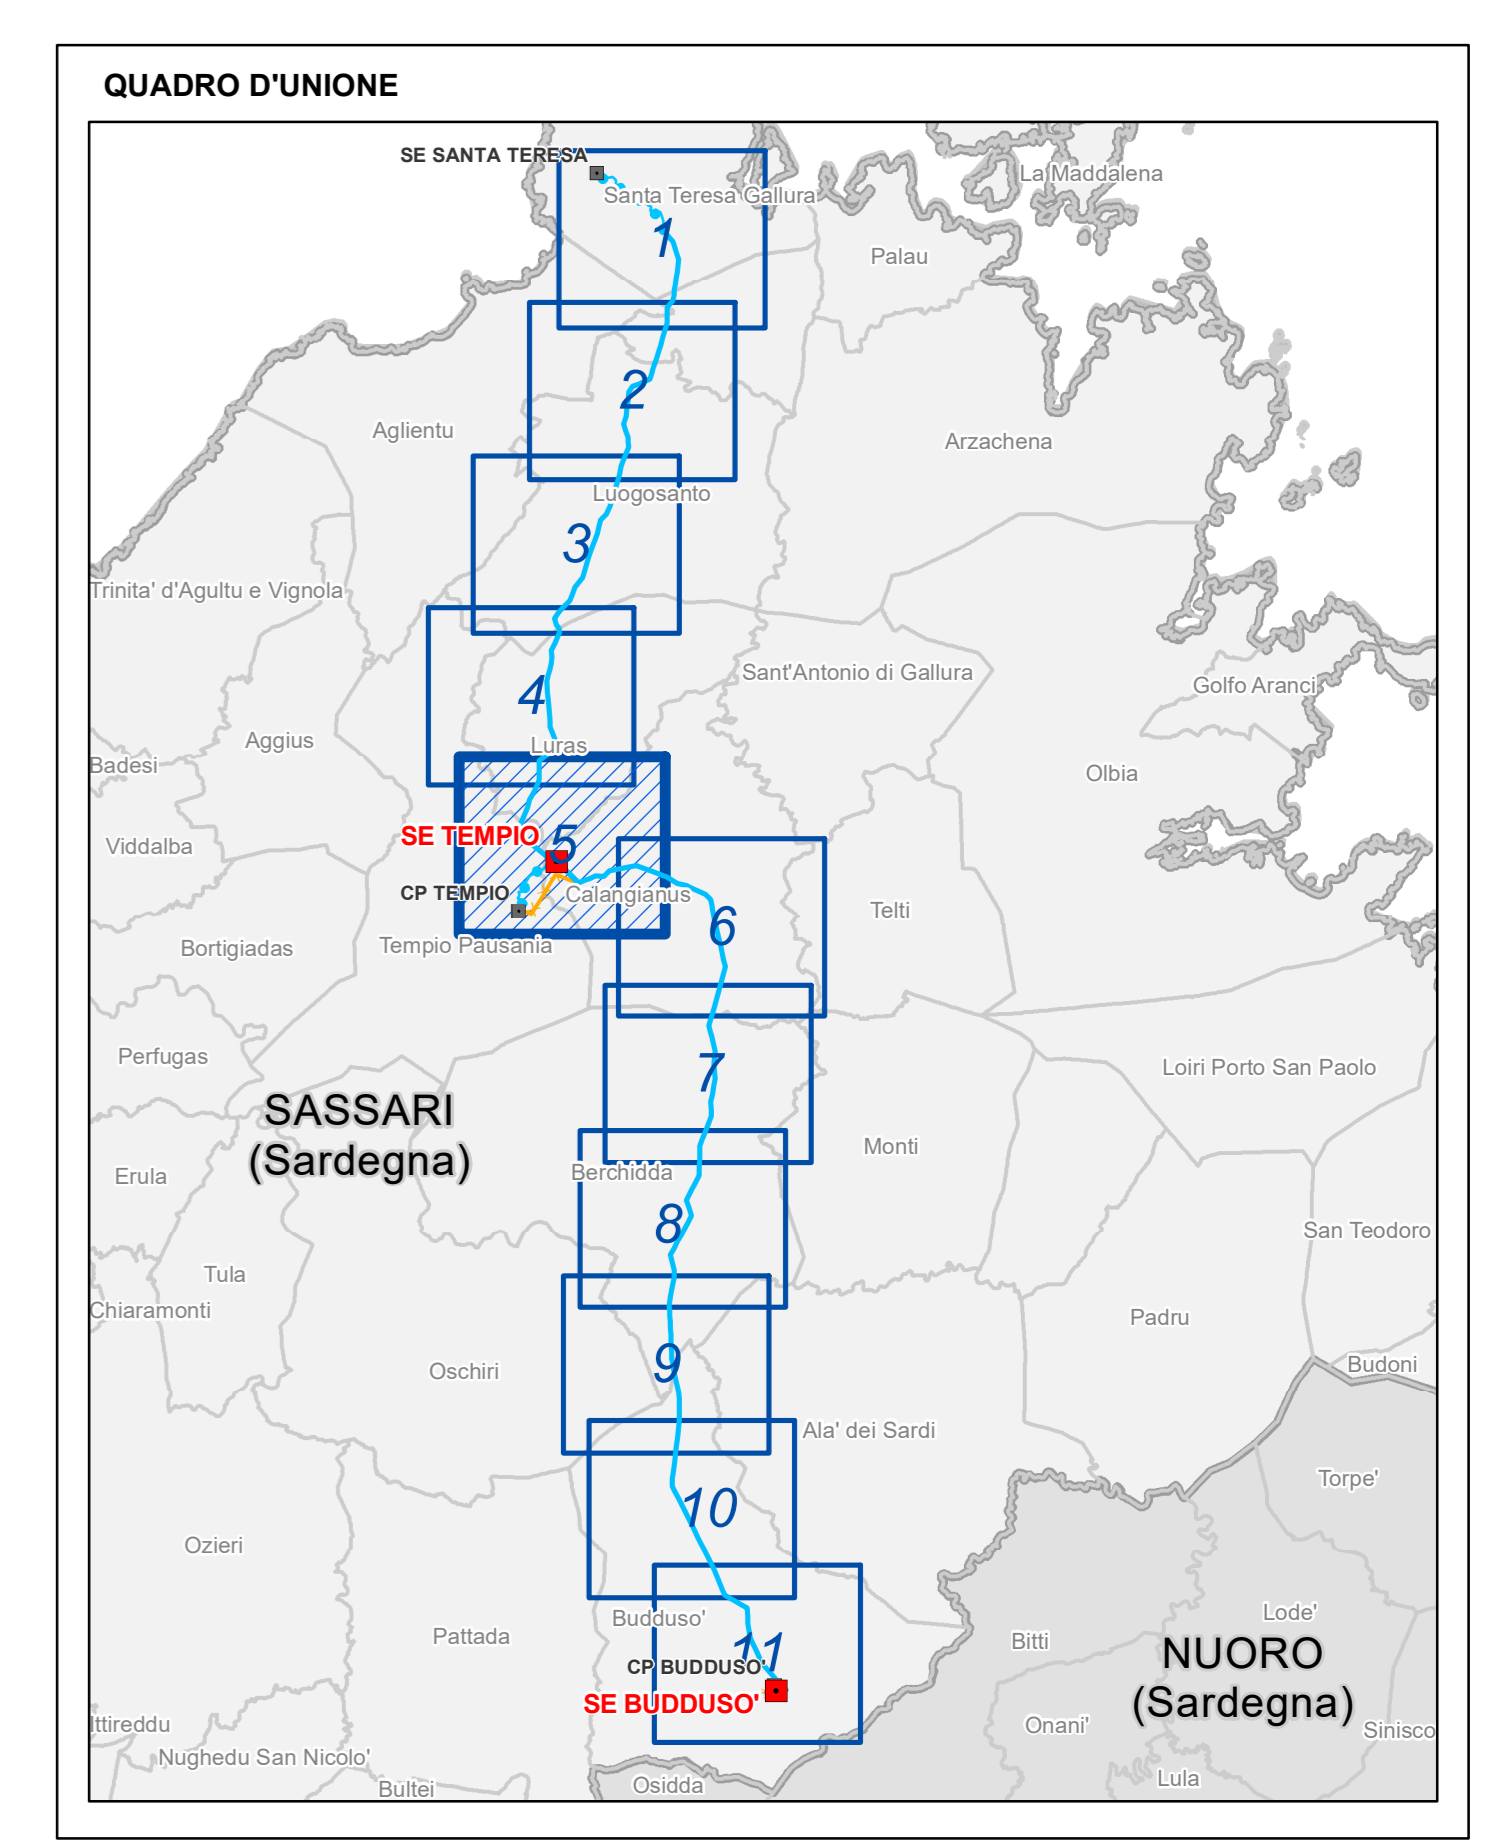 QUADRO D'UNIONE
SE SANTA TERESA
La Maddalena
Santa Teresa Gallura
1
Palau
2
Aglientu
Arzachena
Luogosanto
3
Trinita' d'Agultu e Vignola
Sant'Antonio di Gallura
Golfo Aranci
4
Aggius
Luras
Badesi
Olbia
SE TEMPIO
5
Viddalba
CP TEMPIO
Calangianus
Telti
6
Tempio Pausania
Bortigiadas
Perfugas
Loiri Porto San Paolo
7
SASSARI
(Sardegna)
Monti
Berchidda
Erula
8
San Teodoro
Tula
Chiaramonti
Padru
9
Oschiri
Budoni
Ala' dei Sardi
Torpe'
10
Ozieri
Budduso'
Lode'
Pattada
Bitti
11
NUORO
(Sardegna)
CP BUDDUSO'
SE BUDDUSO'
Ittireddu
Onani'
Sinisco
Nughedu San Nicolo'
Lula
Bultei
Osidda